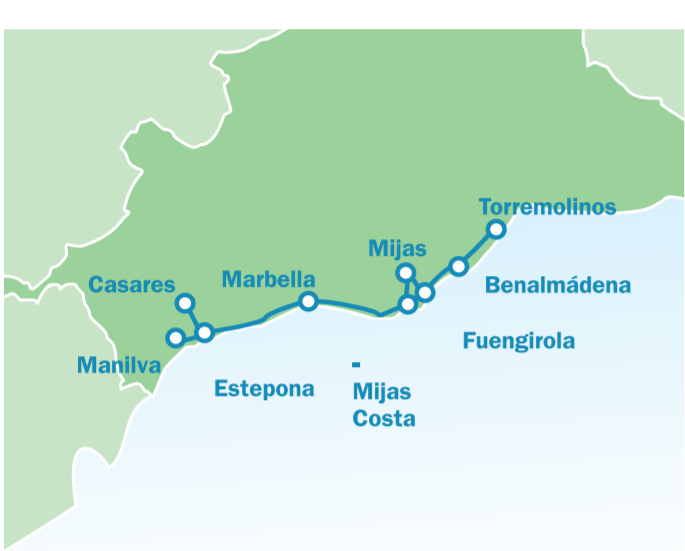 Torremolinos
Mijas
Marbella
Casares
Benalmádena
Fuengirola
Manilva
Estepona
-
Mijas
Costa